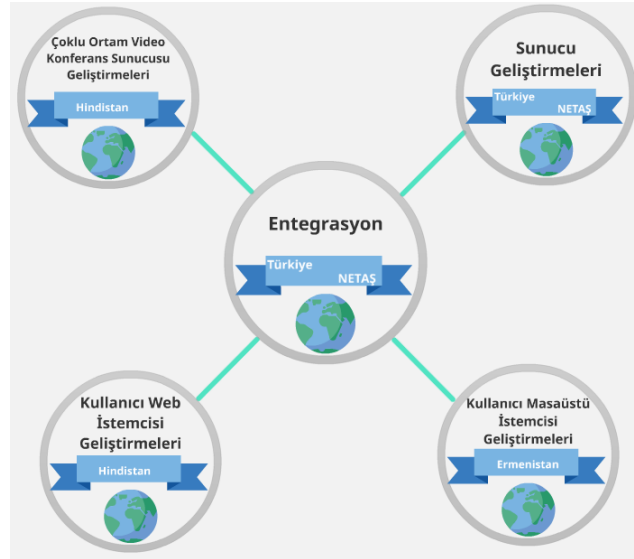 Çoklu Ortam Video
Konferans Sunucusu
Geliştirmeleri
Hindistan
Sunucu
Geliştirmeleri
Türkiye
NETAŞ
Entegrasyon
Türkiye
NETAŞ
Kullanıcı Web
İstemcisi
Geliştirmeleri
Hindistan
Kullanıcı Masaüstü
İstemcisi
Geliştirmeleri
Ermenistan